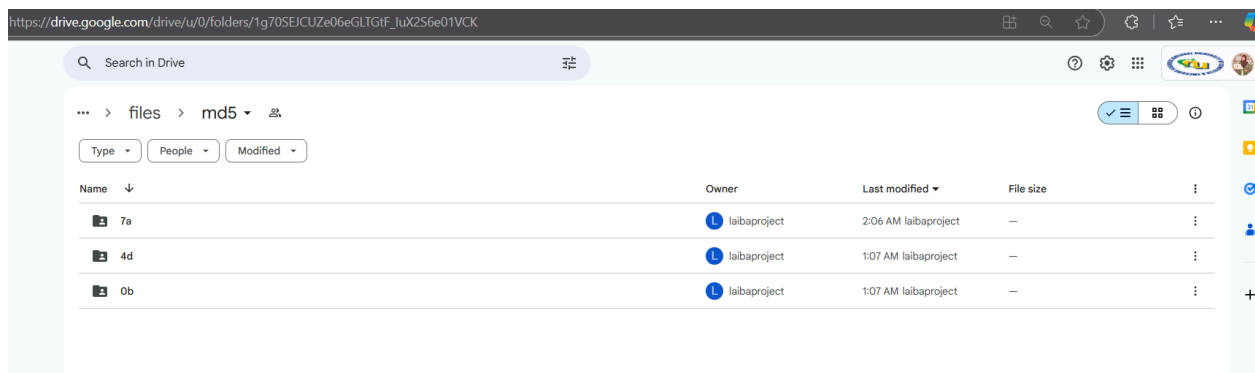 https://drive.google.com/drive/u/0/folders/1g70SEJCUZe06eGLTGtF_IuX2S6e01VCK
Search in Drive
... > files > md5
Type People Modified
Name Owner Last modified File size
7a L laibaproject 2:06 AM laibaproject —
4d L laibaproject 1:07 AM laibaproject —
0b L laibaproject 1:07 AM laibaproject —